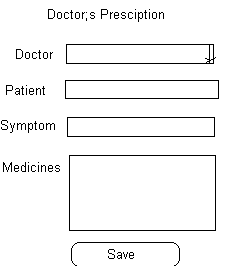 Doctor;s Presciption
Doctor
Patient
Symptom
Medicines
Save